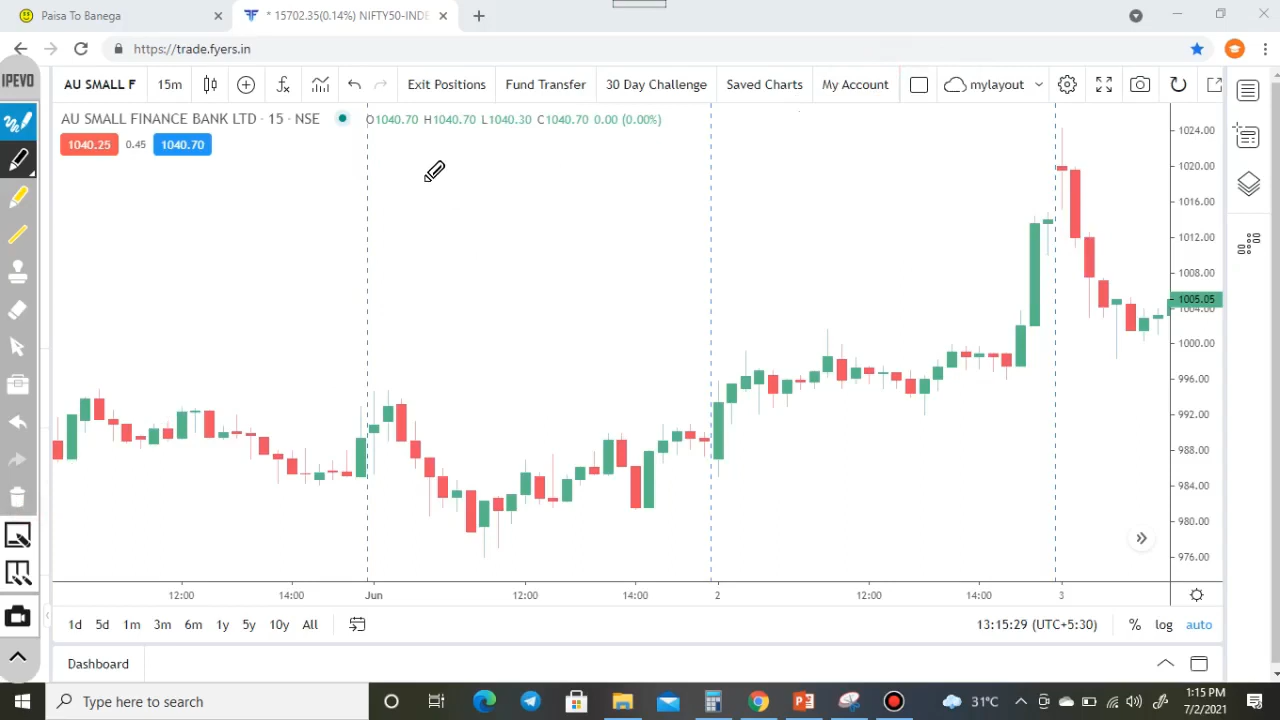 Paisa To Banega
* 15702.35(0.14%) NIFTY50-INDE
https://trade.fyers.in
IPEVO
AU SMALL F 15m Exit Positions Fund Transfer 30 Day Challenge Saved Charts My Account mylayout
AU SMALL FINANCE BANK LTD · 15 · NSE O1040.70 H1040.70 L1040.30 C1040.70 0.00 (0.00%)
1040.25 0.45 1040.70
1024.00
1020.00
1016.00
1012.00
1008.00
1005.05
1004.00
1000.00
996.00
992.00
988.00
984.00
980.00
976.00
12:00 14:00 Jun 12:00 14:00 2 12:00 14:00 3
1d 5d 1m 3m 6m 1y 5y 10y All 13:15:29 (UTC+5:30) % log auto
Dashboard
Type here to search 31°C 1:15 PM
7/2/2021